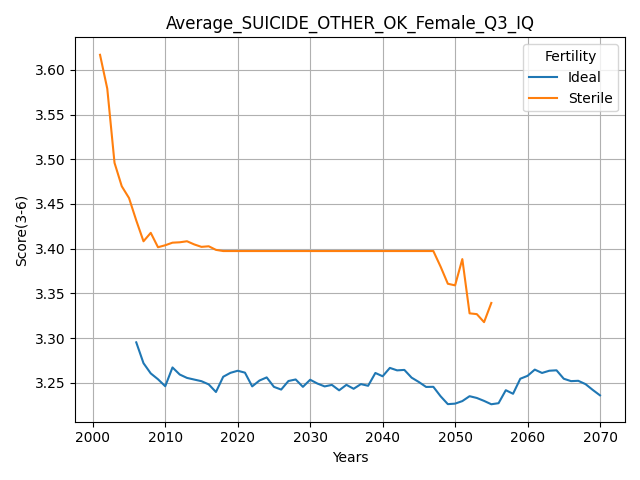 Average_SUICIDE_OTHER_OK_Female_Q3_IQ
Fertility
Ideal
Sterile
Score(3-6)
3.60
3.55
3.50
3.45
3.40
3.35
3.30
3.25
2000 2010 2020 2030 2040 2050 2060 2070
Years